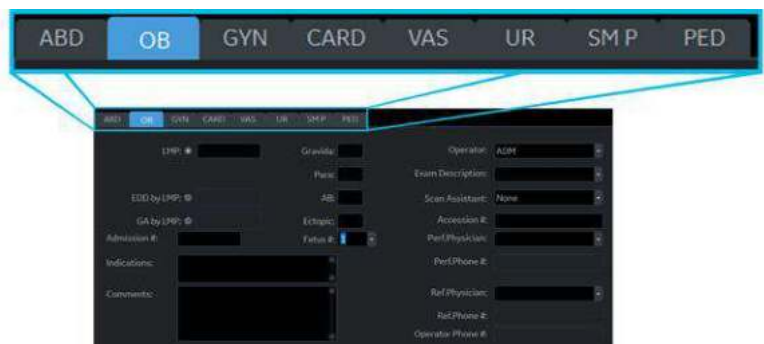 ABD OB GYN CARD VAS UR SM P PED
ABD OB GYN CARD VAS UR SM P PED
LMP: Gravida: Operator: ADM
Para: Exam Description:
EDD by LMP: AB: Scan Assistant: None
GA by LMP: Ectopic: Accession #:
Admission #: Fetus #: 1 Perf.Physician:
Indications: Perf.Phone #:
Comments: Ref.Physician:
Ref.Phone #:
Operator Phone #: